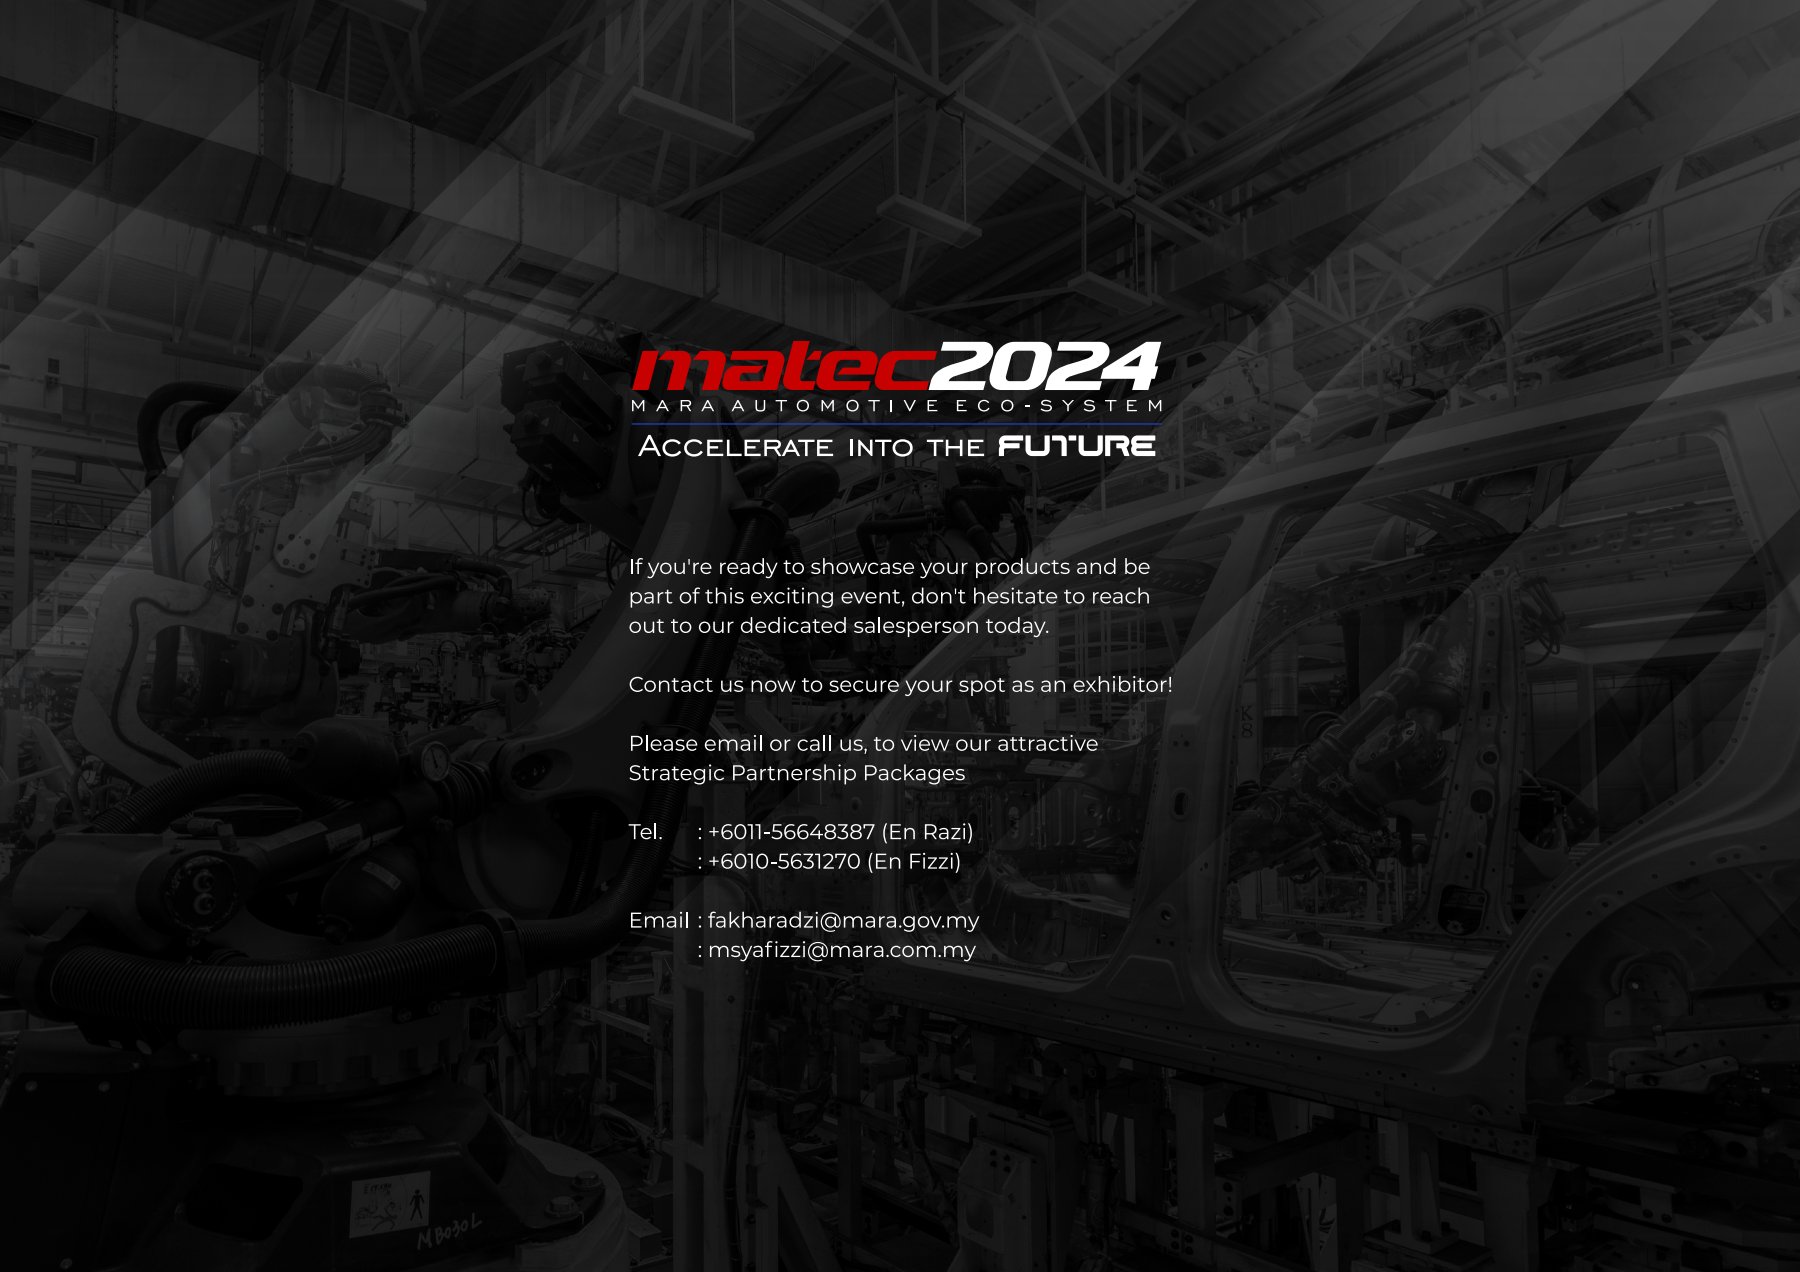 matec2024
MARA AUTOMOTIVE ECO-SYSTEM
ACCELERATE INTO THE FUTURE
If you're ready to showcase your products and be
part of this exciting event, don't hesitate to reach
out to our dedicated salesperson today.
Contact us now to secure your spot as an exhibitor!
Please email or call us, to view our attractive
Strategic Partnership Packages
Tel. : +6011-56648387 (En Razi)
: +6010-5631270 (En Fizzi)
Email : fakharadzi@mara.gov.my
: msyafizzi@mara.com.my
MB030L